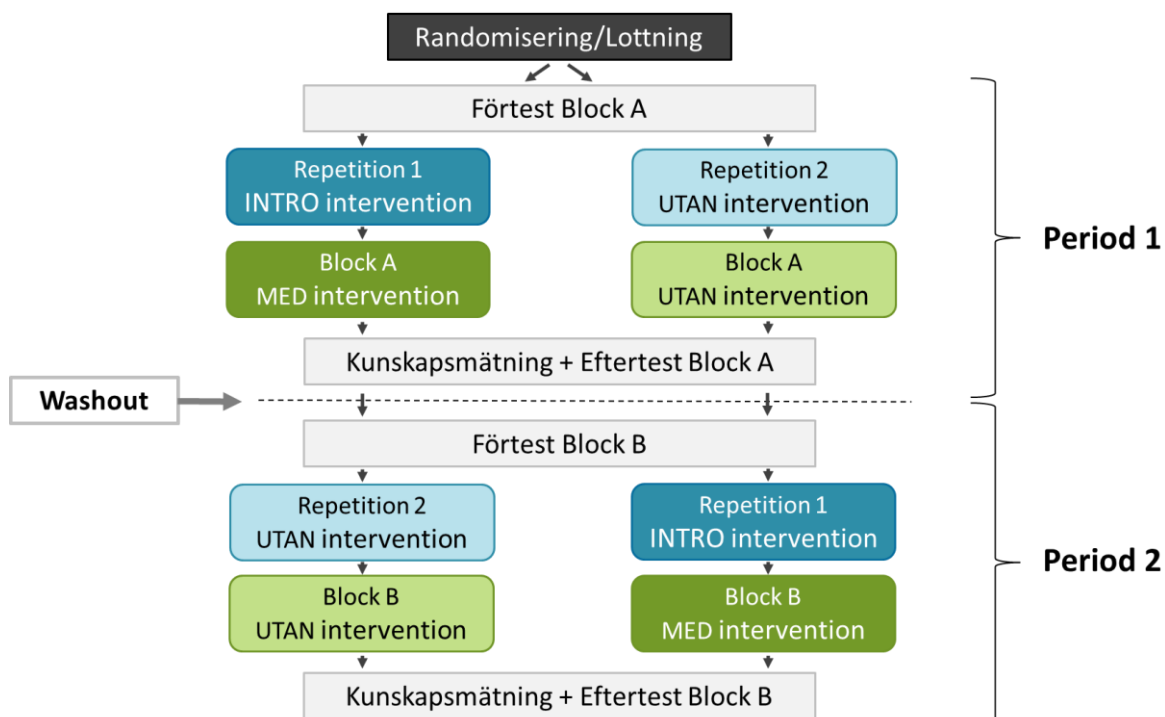 Randomisering/Lottning
Förtest Block A
Repetition 1
INTRO intervention
Repetition 2
UTAN intervention
Block A
MED intervention
Block A
UTAN intervention
Period 1
Kunskapsmätning + Eftertest Block A
Washout
Förtest Block B
Repetition 2
UTAN intervention
Repetition 1
INTRO intervention
Block B
UTAN intervention
Block B
MED intervention
Period 2
Kunskapsmätning + Eftertest Block B